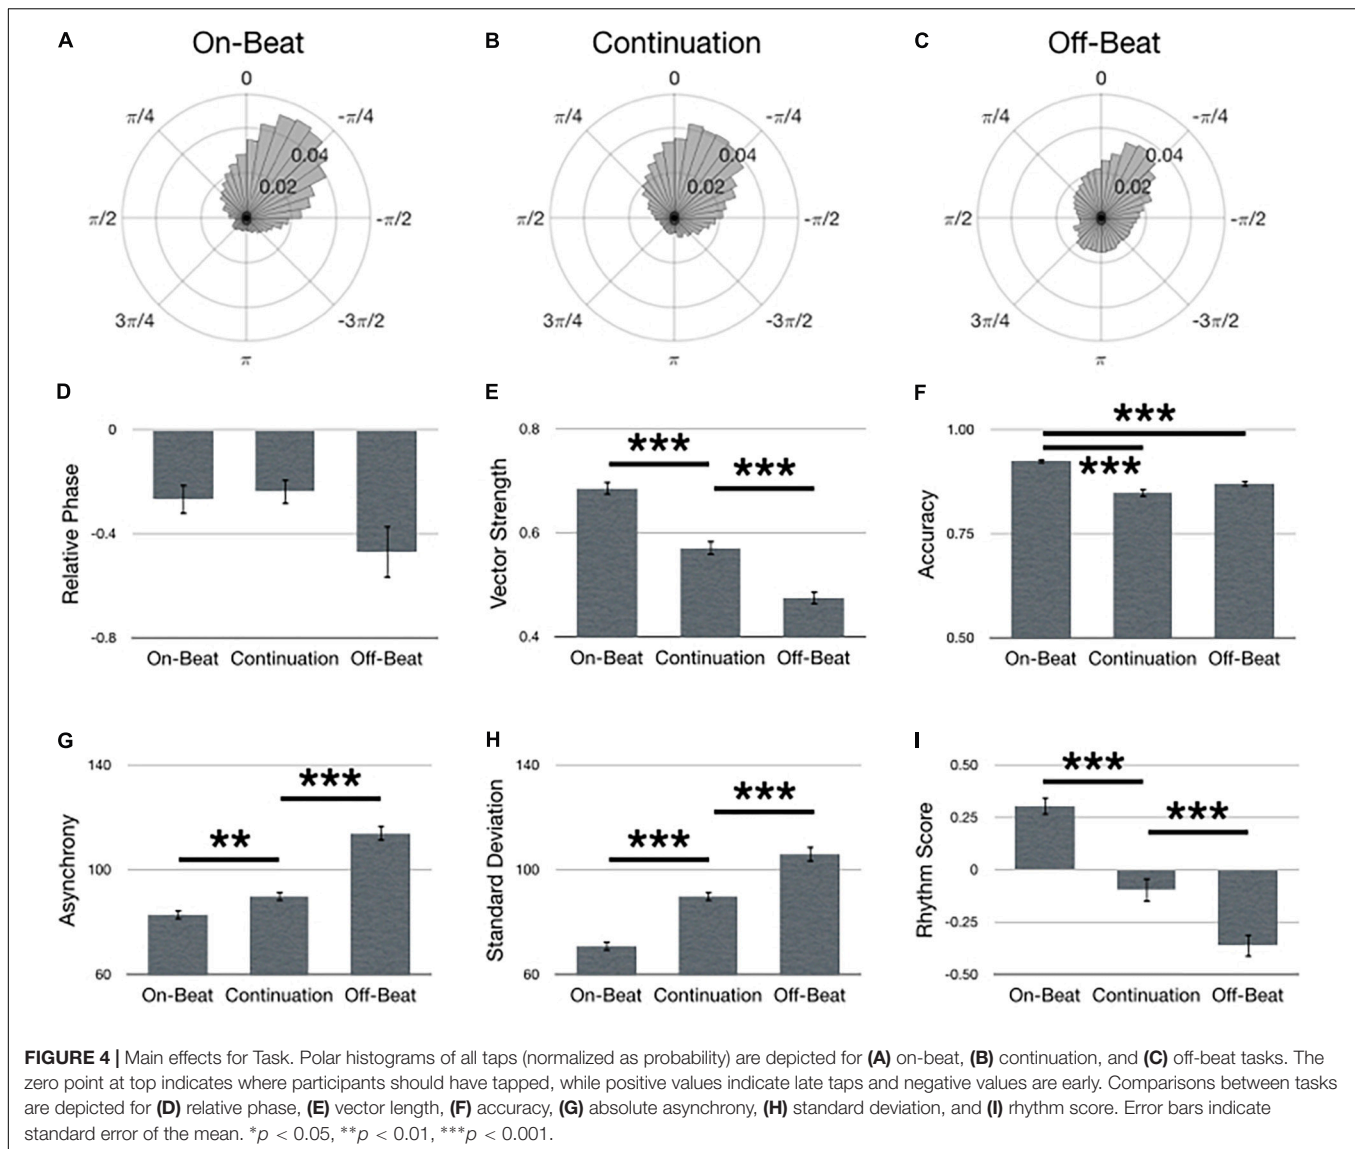 A On-Beat
B Continuation
C Off-Beat
0
π/4 -π/4
0.04
0.02
π/2 -π/2
3π/4 -3π/2
π
0
π/4 -π/4
0.04
0.02
π/2 -π/2
3π/4 -3π/2
π
0
π/4 -π/4
0.04
0.02
π/2 -π/2
3π/4 -3π/2
π
D
Relative Phase
0
-0.4
-0.8
On-Beat Continuation Off-Beat
E
Vector Strength
0.8
0.6
0.4
***
***
On-Beat Continuation Off-Beat
F
Accuracy
1.00
0.75
0.50
***
***
On-Beat Continuation Off-Beat
G
Asynchrony
140
100
60
***
**
On-Beat Continuation Off-Beat
H
Standard Deviation
140
100
60
***
***
On-Beat Continuation Off-Beat
I
Rhythm Score
0.50
0.25
0
-0.25
-0.50
***
***
On-Beat Continuation Off-Beat
FIGURE 4 | Main effects for Task. Polar histograms of all taps (normalized as probability) are depicted for (A) on-beat, (B) continuation, and (C) off-beat tasks. The
zero point at top indicates where participants should have tapped, while positive values indicate late taps and negative values are early. Comparisons between tasks
are depicted for (D) relative phase, (E) vector length, (F) accuracy, (G) absolute asynchrony, (H) standard deviation, and (I) rhythm score. Error bars indicate
standard error of the mean. *p < 0.05, **p < 0.01, ***p < 0.001.